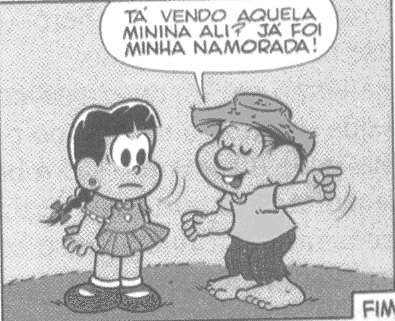 TÁ VENDO AQUELA
MININA ALI? JÁ FOI
MINHA NAMORADA!
FIM